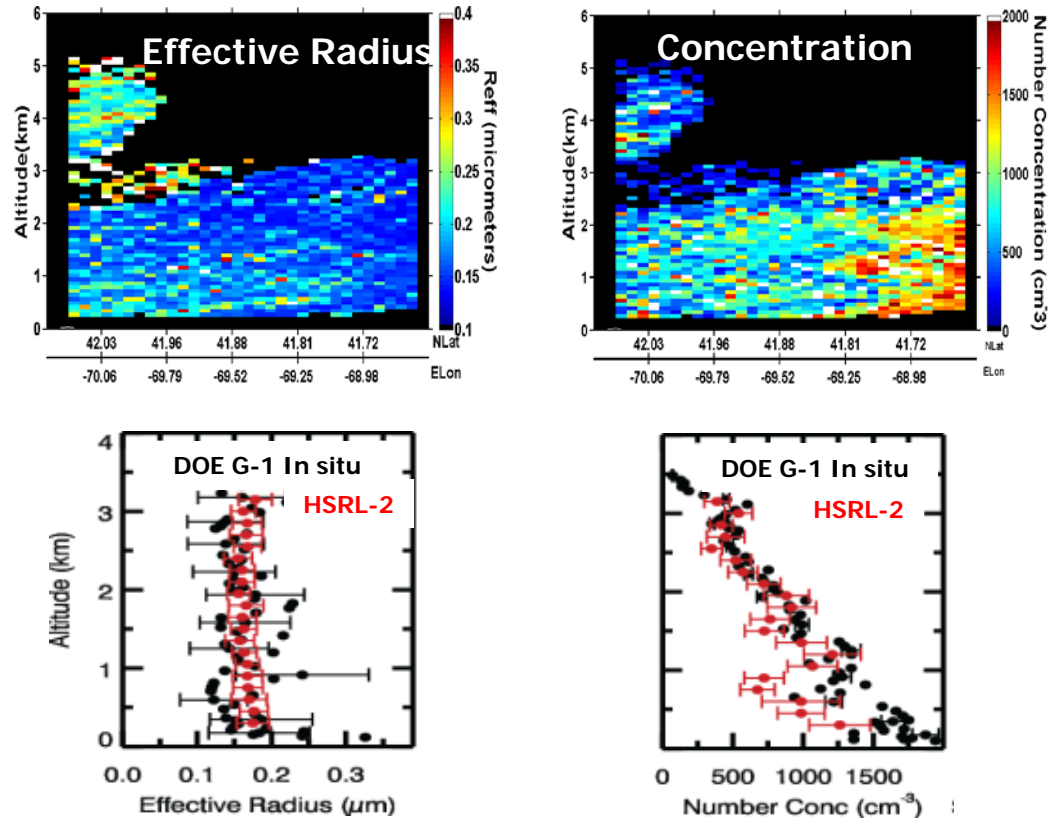 Effective Radius
6
5
4
3
2
1
0
Altitude(km)
0.4
0.35
0.3
0.25
0.2
0.15
0.1
Reff (micrometers)
42.03 41.96 41.88 41.81 41.72 NLat
-70.06 -69.79 -69.52 -69.25 -68.98 ELon
Concentration
6
5
4
3
2
1
0
Altitude(km)
2000
1500
1000
500
0
Number Concentration (cm^3)
42.03 41.96 41.88 41.81 41.72 NLat
-70.06 -69.79 -69.52 -69.25 -68.98 ELon
DOE G-1 In situ
HSRL-2
4
3
2
1
0
Altitude (km)
0.0 0.1 0.2 0.3
Effective Radius (µm)
DOE G-1 In situ
HSRL-2
0 500 1000 1500
Number Conc (cm⁻³)